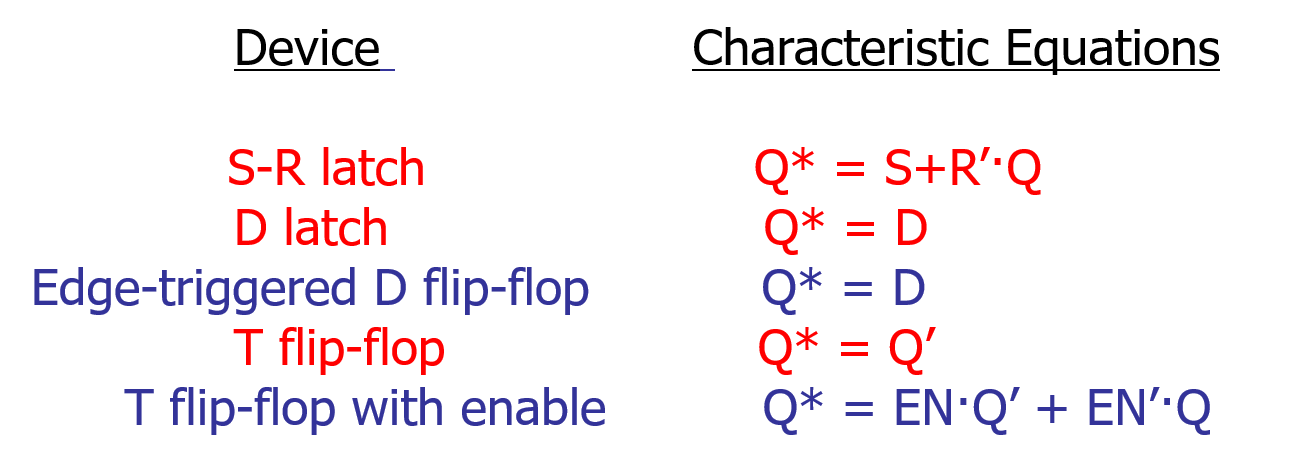 Device Characteristic Equations
S-R latch Q* = S+R’·Q
D latch Q* = D
Edge-triggered D flip-flop Q* = D
T flip-flop Q* = Q’
T flip-flop with enable Q* = EN·Q’ + EN’·Q